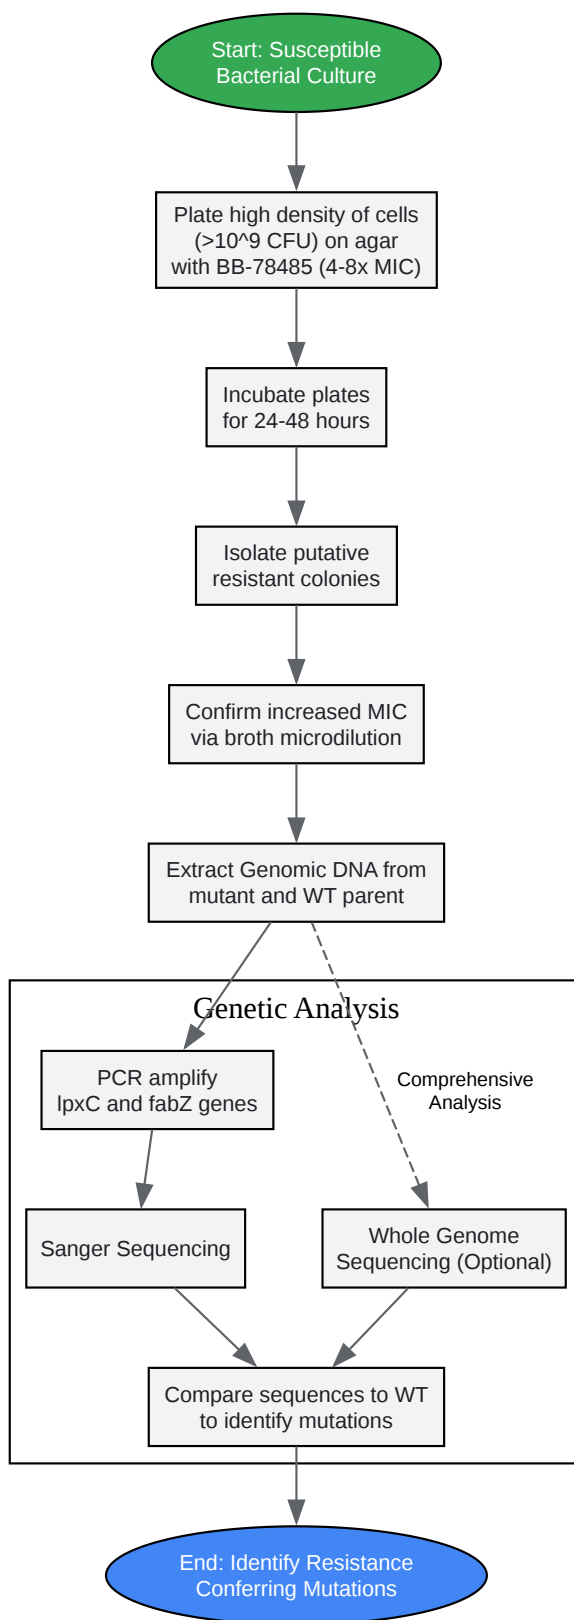 Start: Susceptible
Bacterial Culture
Plate high density of cells
(>10^9 CFU) on agar
with BB-78485 (4-8x MIC)
Incubate plates
for 24-48 hours
Isolate putative
resistant colonies
Confirm increased MIC
via broth microdilution
Extract Genomic DNA from
mutant and WT parent
Genetic Analysis
PCR amplify
lpxC and fabZ genes
Comprehensive
Analysis
Sanger Sequencing
Whole Genome
Sequencing (Optional)
Compare sequences to WT
to identify mutations
End: Identify Resistance
Conferring Mutations